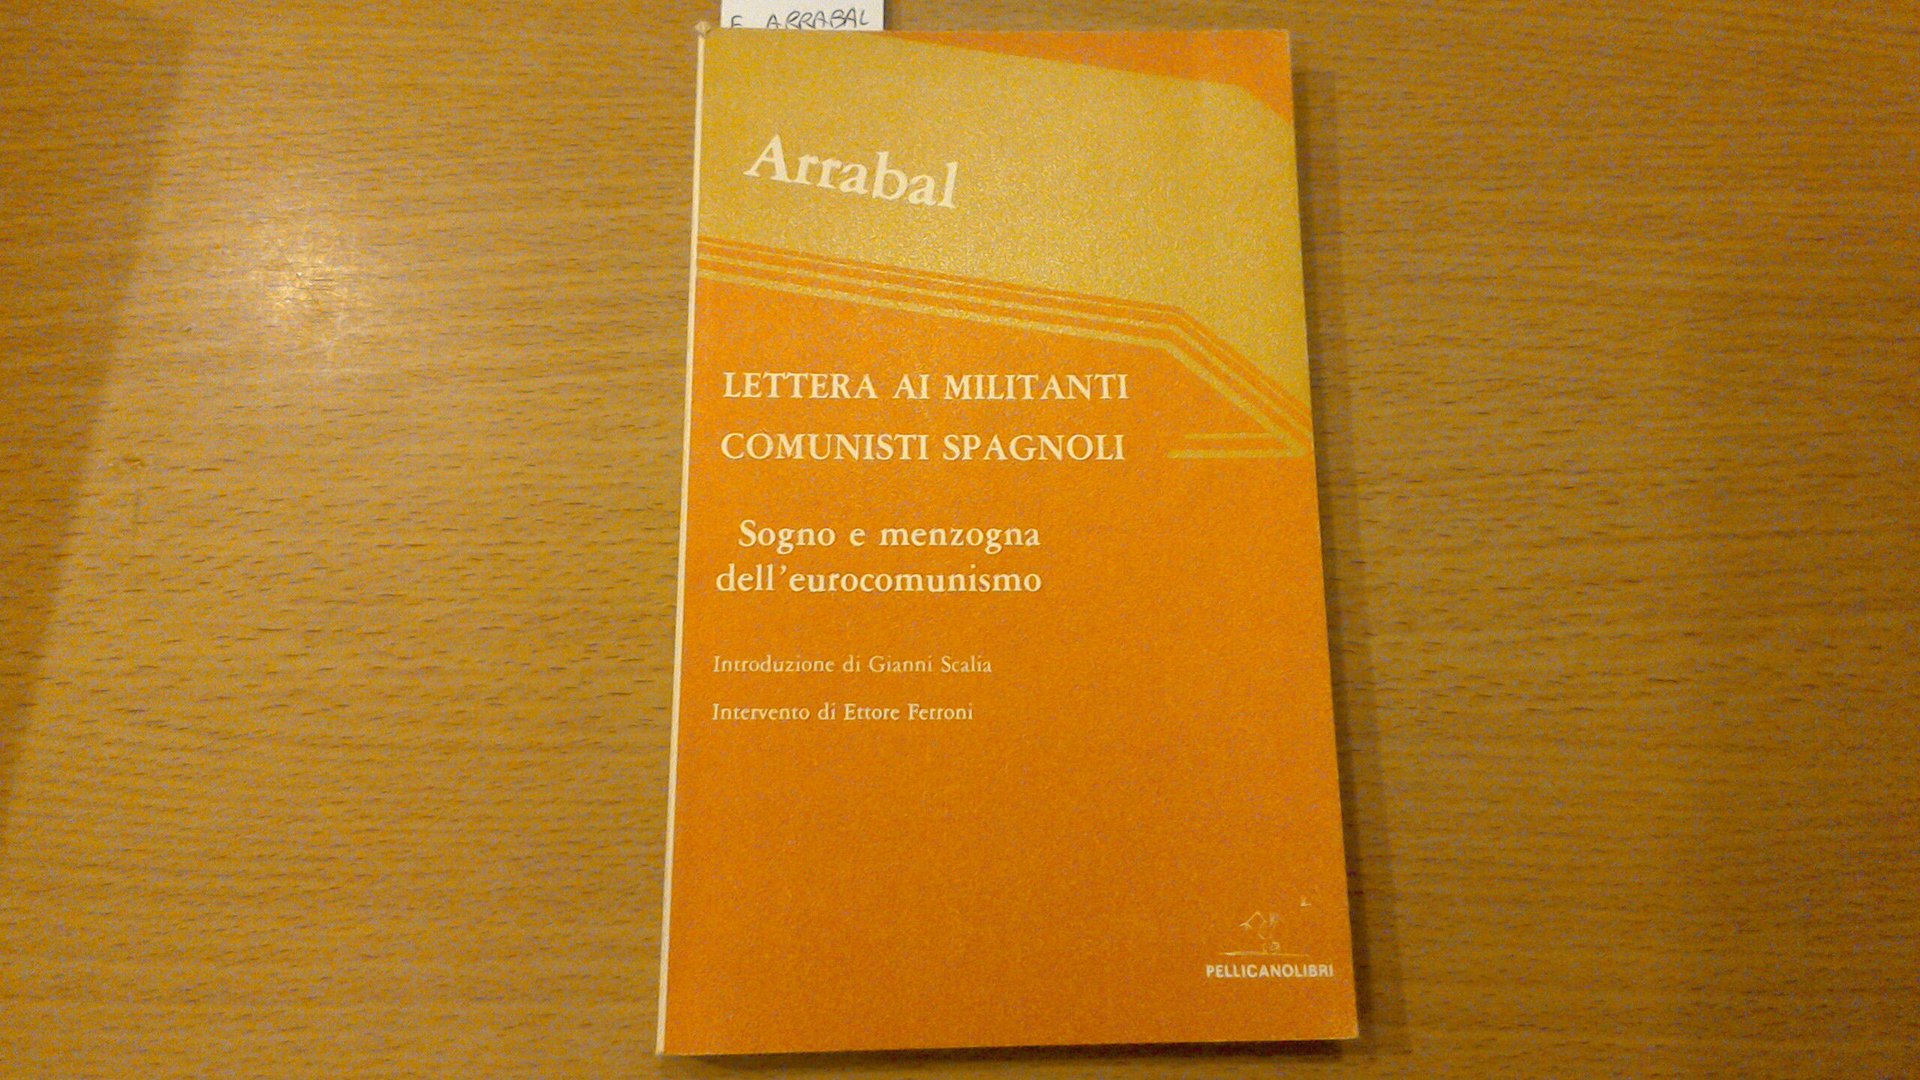 F. ARRABAL
Arrabal
LETTERA AI MILITANTI
COMUNISTI SPAGNOLI
Sogno e menzogna
dell'eurocomunismo
Introduzione di Gianni Scalia
Intervento di Ettore Ferroni
PELLICANOLIBRI